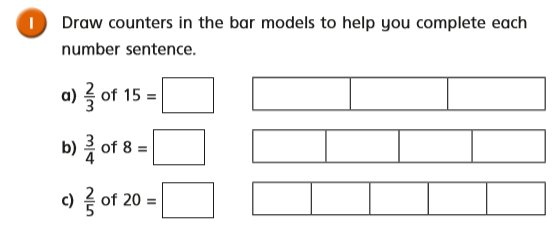 1 Draw counters in the bar models to help you complete each
number sentence.
a) 2/3 of 15 =
b) 3/4 of 8 =
c) 2/5 of 20 =